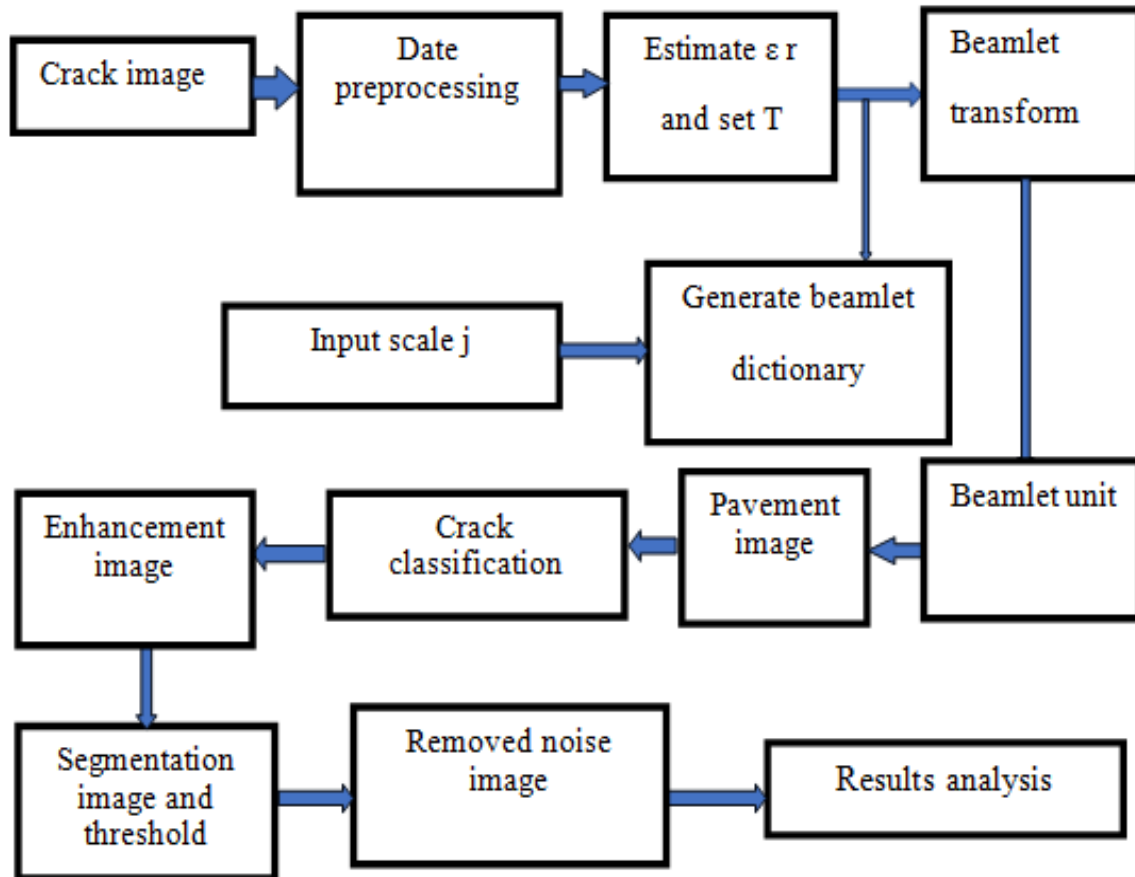 Crack image
Date
preprocessing
Estimate ε r
and set T
Beamlet
transform
Input scale j
Generate beamlet
dictionary
Enhancement
image
Crack
classification
Pavement
image
Beamlet unit
Segmentation
image and
threshold
Removed noise
image
Results analysis